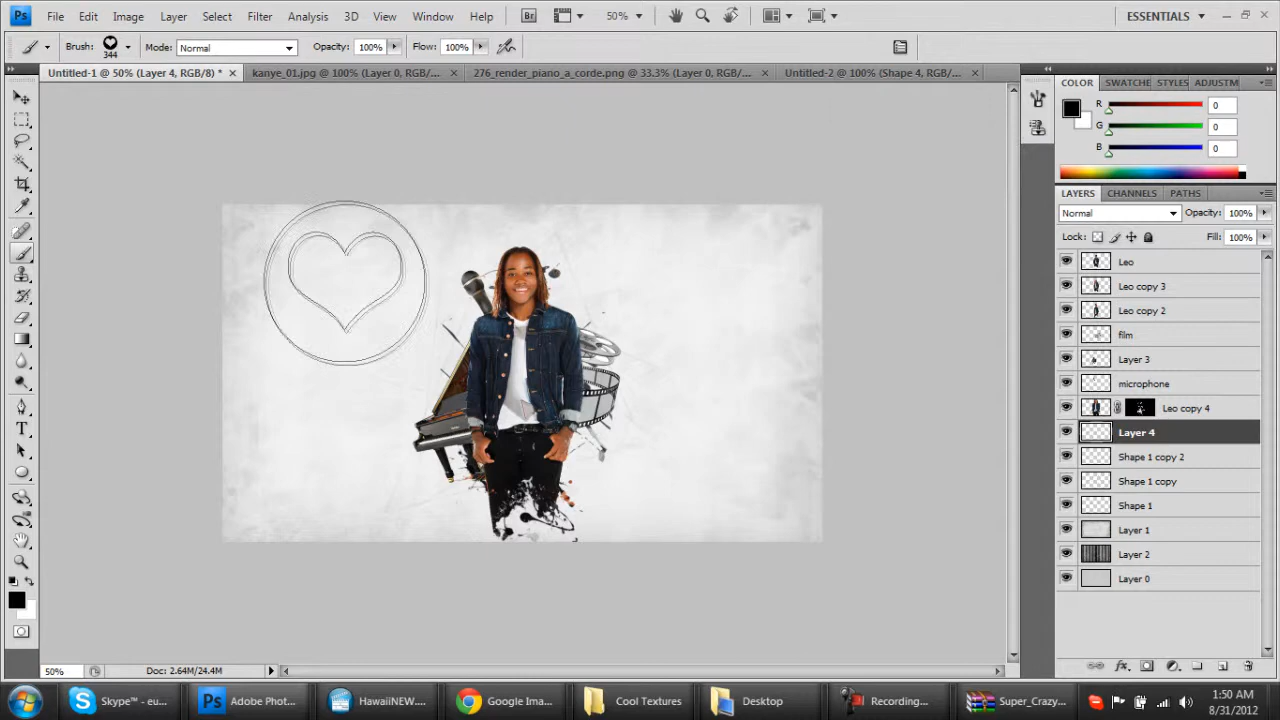 Ps File Edit Image Layer Select Filter Analysis 3D View Window Help Br 50% ESSENTIALS
Brush: 344 Mode: Normal Opacity: 100% Flow: 100%
Untitled-1 @ 50% (Layer 4, RGB/8) * kanye_01.jpg @ 100% (Layer 0, RGB/... 276_render_piano_a_corde.png @ 33.3% (Layer 0, RGB/... Untitled-2 @ 100% (Shape 4, RGB/...
COLOR SWATCHE STYLES ADJUSTM
R 0
G 0
B 0
LAYERS CHANNELS PATHS
Normal Opacity: 100%
Lock: Fill: 100%
Leo
Leo copy 3
Leo copy 2
film
Layer 3
microphone
Leo copy 4
Layer 4
Shape 1 copy 2
Shape 1 copy
Shape 1
Layer 1
Layer 2
Layer 0
T
50% Doc: 2.64M/24.4M
Skype™ - eu... Ps Adobe Phot... HawaiiNEW.... Google Ima... Cool Textures Desktop Recording... Super_Crazy... 1:50 AM
8/31/2012